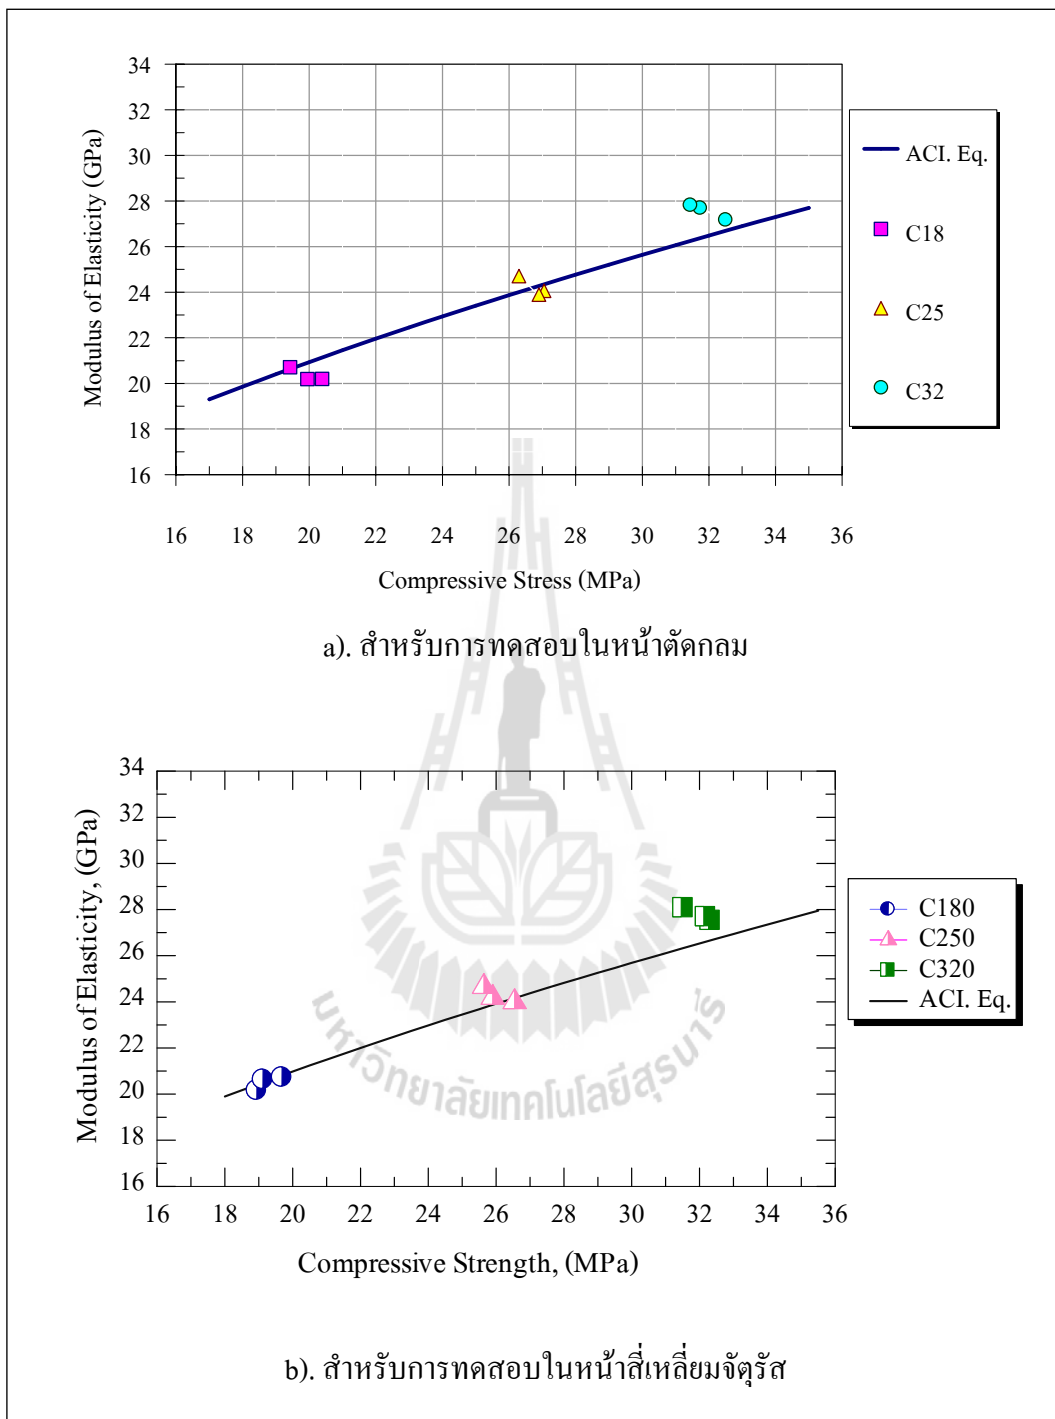 34
32
30
28
26
24
22
20
18
16
Modulus of Elasticity (GPa)
16 18 20 22 24 26 28 30 32 34 36
Compressive Stress (MPa)
ACI. Eq.
C18
C25
C32
a). สำหรับการทดสอบในหน้าตัดกลม
34
32
30
28
26
24
22
20
18
16
Modulus of Elasticity, (GPa)
16 18 20 22 24 26 28 30 32 34 36
Compressive Strength, (MPa)
C180
C250
C320
ACI. Eq.
มหาวิทยาลัยเทคโนโลยีสุรนารี
b). สำหรับการทดสอบในหน้าสี่เหลี่ยมจัตุรัส